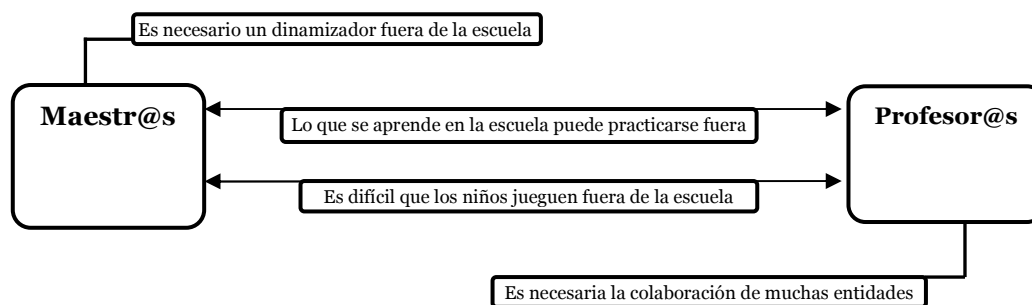 Es necesario un dinamizador fuera de la escuela
Maestr@s
Profesor@s
Lo que se aprende en la escuela puede practicarse fuera
Es difícil que los niños jueguen fuera de la escuela
Es necesaria la colaboración de muchas entidades